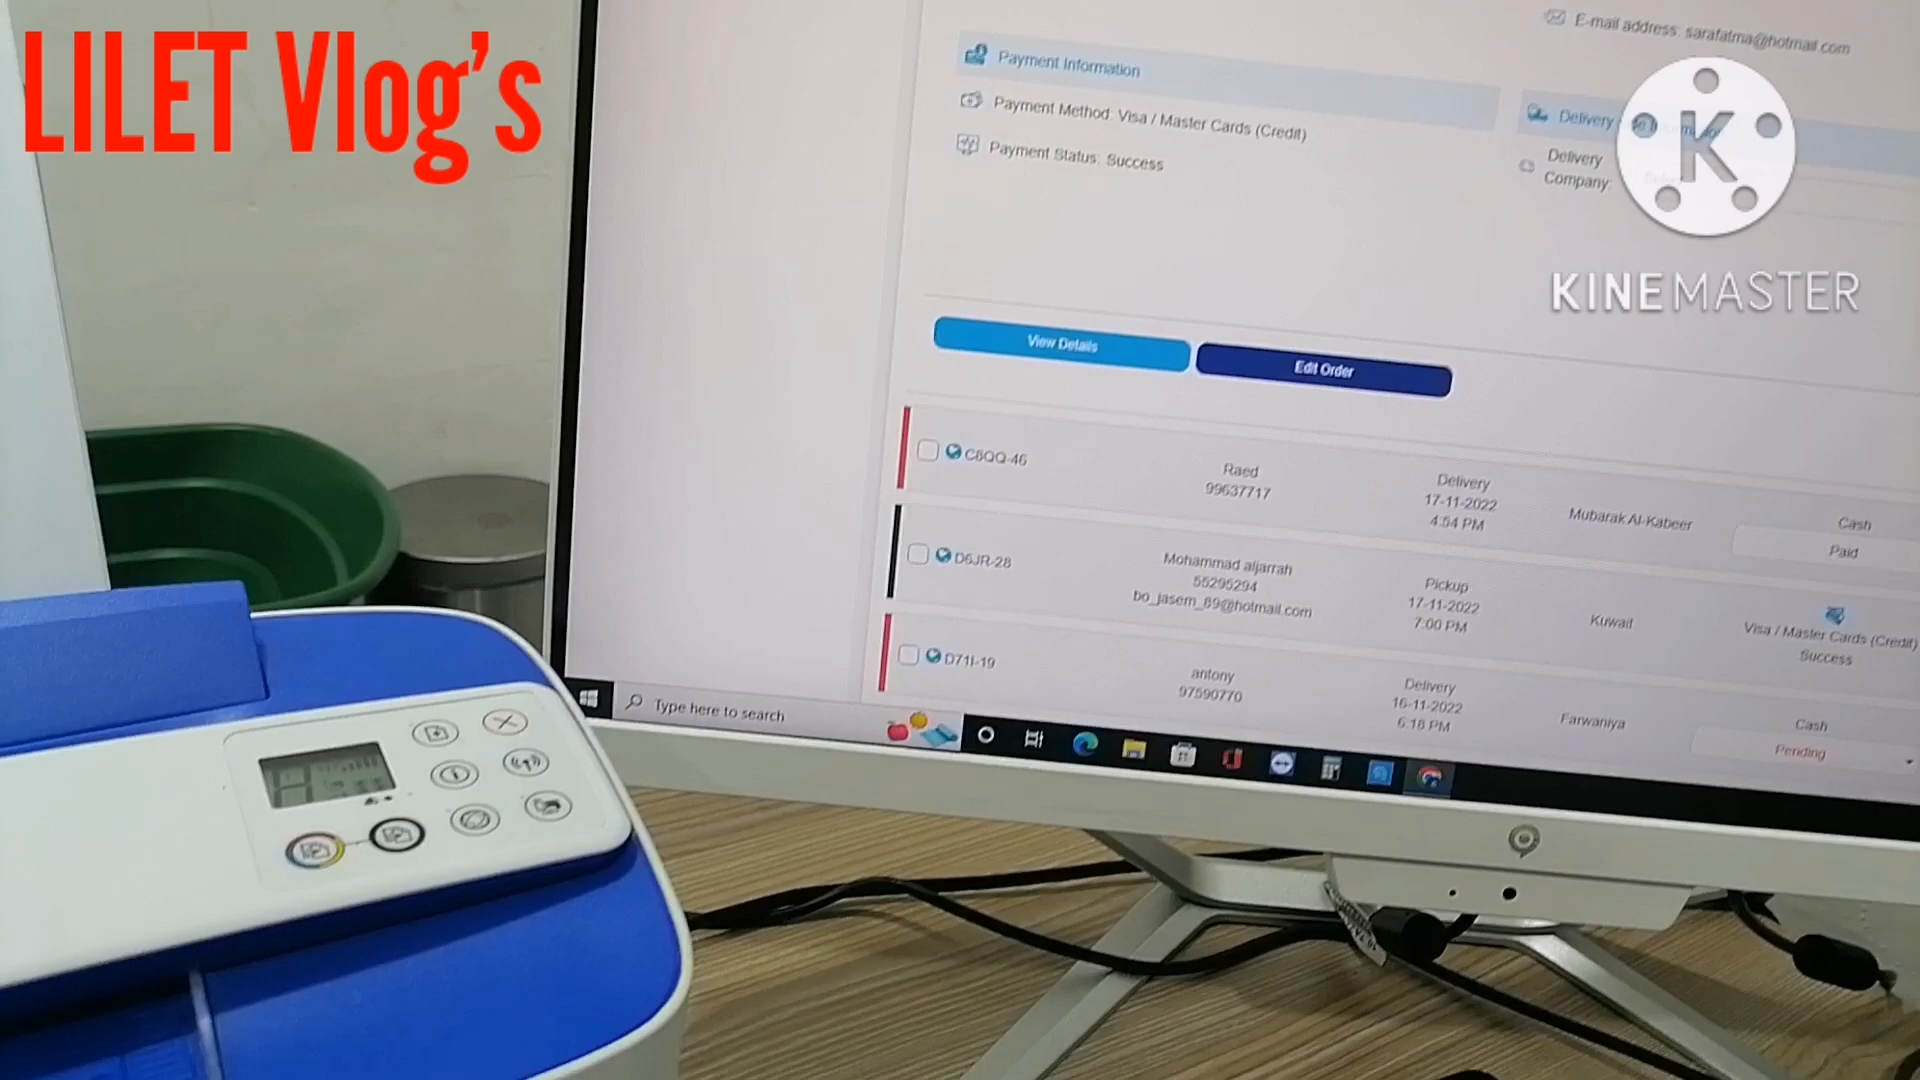 LILET Vlog's
E-mail address: sarafatma@hotmail.com
Payment Information
Payment Method: Visa / Master Cards (Credit)
Payment Status: Success
Delivery
Delivery
Company:
K
KINEMASTER
View Details
Edit Order
C8QQ-46
Raed
99637717
Delivery
17-11-2022
4:54 PM
Mubarak Al-Kabeer
Cash
Paid
D6JR-28
Mohammad aljarrah
55295294
bo_jasem_89@hotmail.com
Pickup
17-11-2022
7:00 PM
Kuwait
Visa / Master Cards (Credit)
Success
D71I-19
antony
97590770
Delivery
16-11-2022
6:18 PM
Farwaniya
Cash
Pending
Type here to search